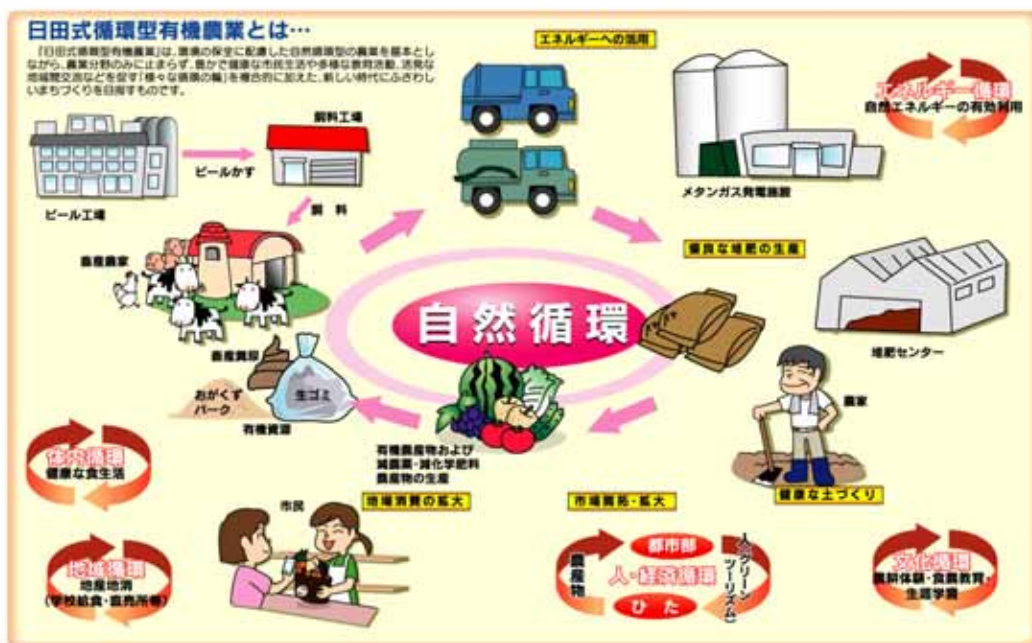 日田式循環型有機農業とは…
「日田式循環型有機農業」は、環境の保全に配慮した自然循環型の農業を基本とし
ながら、農業分野のみに止まらず、豊かで健康な市民生活や多様な教育活動、活発な
地域間交流などを促す「様々な循環の輪」を複合的に加えた、新しい時代にふさわし
いまちづくりを目指すものです。
エネルギーへの活用
エネルギー循環
自然エネルギーの有効利用
飼料工場
ビールかす
ビール工場
飼 料
メタンガス発電施設
畜産農家
優良な堆肥の生産
自然循環
堆肥センター
畜産糞尿
生ゴミ
おがくず
バーク
有機資源
農家
有機農産物および
減農薬・減化学肥料
農産物の生産
体内循環
健康な食生活
健康な土づくり
地場消費の拡大
市場開拓・拡大
市民
地域循環
地産地消
(学校給食・直売所等)
都市部
人・経済循環
ひた
農産物
人(グリーン
ツーリズム)
文化循環
農耕体験・食農教育・
生涯学習